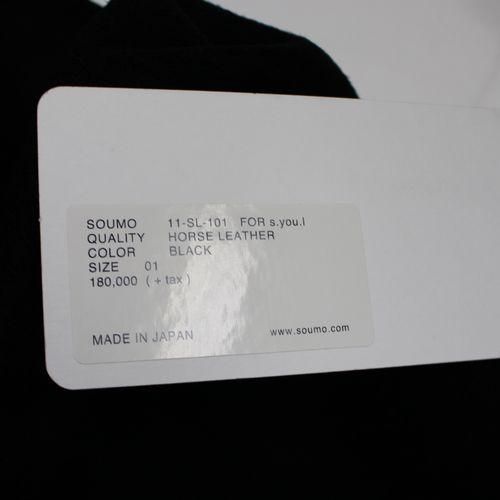 SOUMO 11-SL-101 FOR s.you.l
QUALITY HORSE LEATHER
COLOR BLACK
SIZE 01
180,000 ( + tax )
MADE IN JAPAN www.soumo.com